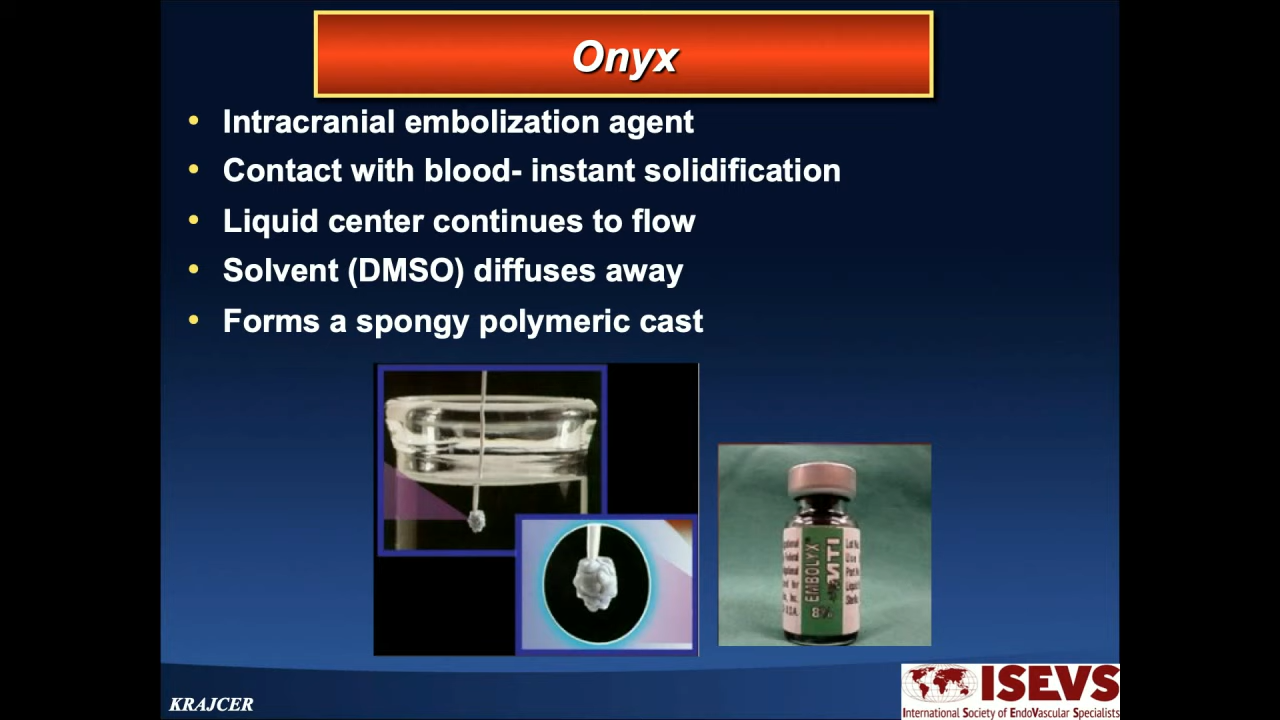 Onyx
• Intracranial embolization agent
• Contact with blood- instant solidification
• Liquid center continues to flow
• Solvent (DMSO) diffuses away
• Forms a spongy polymeric cast
EMBOLYX
MTI
KRAJCER
ISEVS
International Society of EndoVascular Specialists